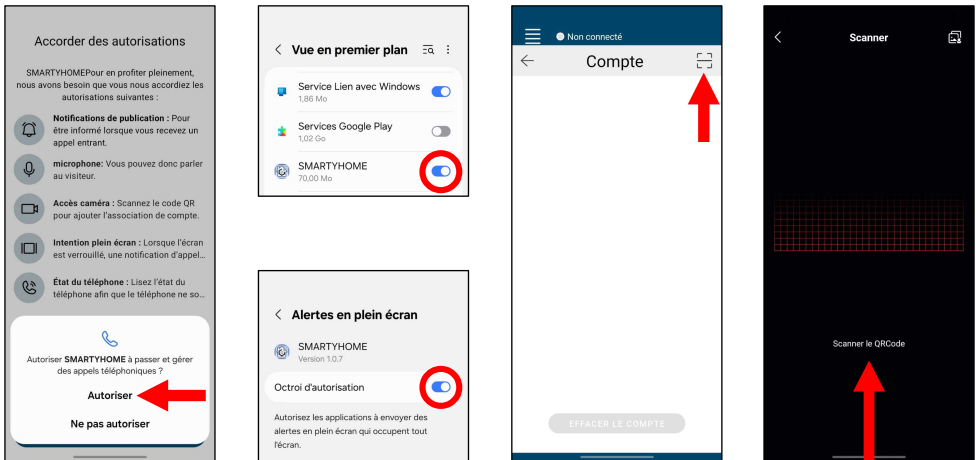 Accorder des autorisations
SMARTYHOMEPour en profiter pleinement,
nous avons besoin que vous nous accordiez les
autorisations suivantes :
Notifications de publication : Pour
être informé lorsque vous recevez un
appel entrant.
microphone: Vous pouvez donc parler
au visiteur.
Accès caméra : Scannez le code QR
pour ajouter l'association de compte.
Intention plein écran : Lorsque l'écran
est verrouillé, une notification d'appel...
État du téléphone : Lisez l'état du
téléphone afin que le téléphone ne so...
Autoriser SMARTYHOME à passer et gérer
des appels téléphoniques ?
Autoriser
Ne pas autoriser
Vue en premier plan
Service Lien avec Windows
1,86 Mo
Services Google Play
1,02 Go
SMARTYHOME
70,00 Mo
Alertes en plein écran
SMARTYHOME
Version 1.0.7
Octroi d'autorisation
Autorisez les applications à envoyer des
alertes en plein écran qui occupent tout
l'écran.
Non connecté
Compte
EFFACER LE COMPTE
Scanner
Scanner le QRCode